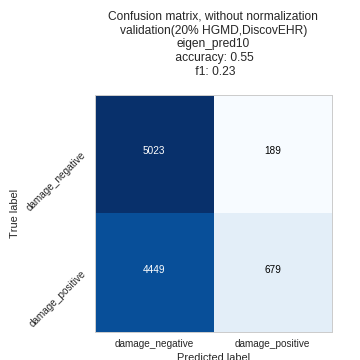 Confusion matrix, without normalization
validation(20% HGMD,DiscovEHR)
eigen_pred10
accuracy: 0.55
f1: 0.23
5023
189
damage_negative
True label
4449
679
damage_positive
damage_negative
damage_positive
Predicted label